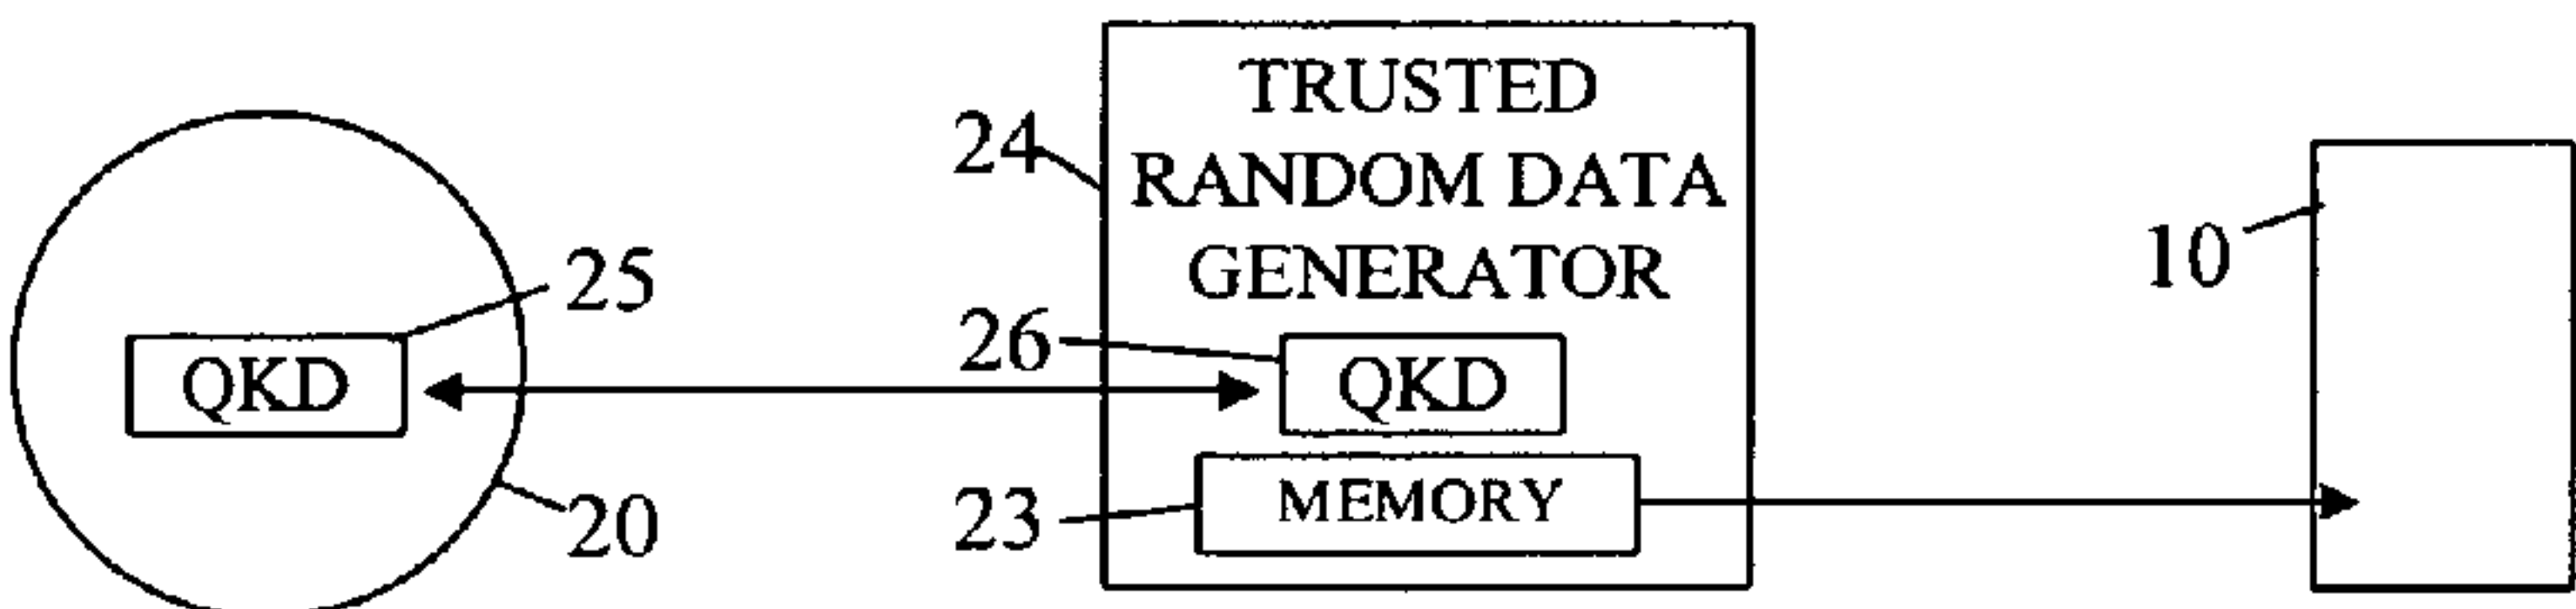 TRUSTED
RANDOM DATA
GENERATOR
24
10
25
26
QKD
QKD
23
MEMORY
20